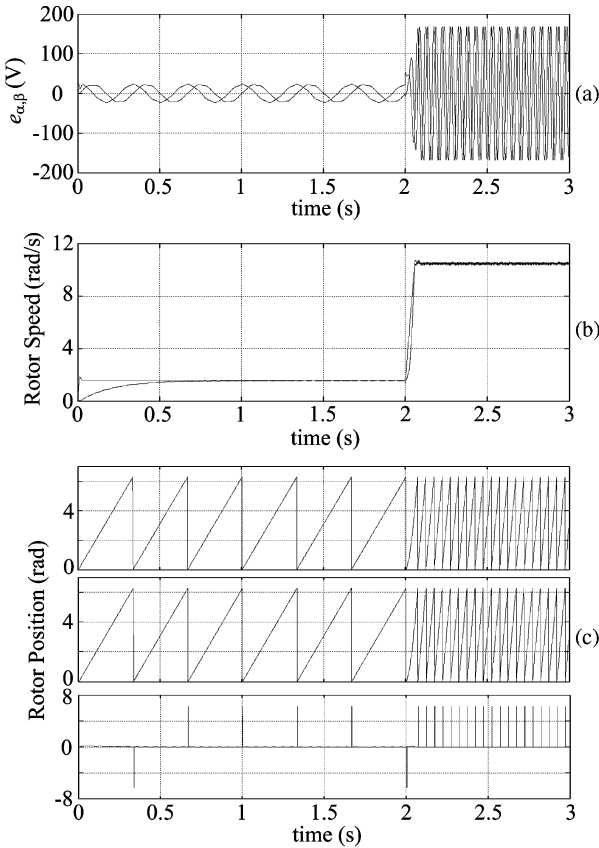 200
100
0
-100
-200
eα,β (V)
0 0.5 1 1.5 2 2.5 3
time (s)
(a)
12
8
4
0
Rotor Speed (rad/s)
0 0.5 1 1.5 2 2.5 3
time (s)
(b)
4
0
4
0
8
0
-8
Rotor Position (rad)
0 0.5 1 1.5 2 2.5 3
time (s)
(c)